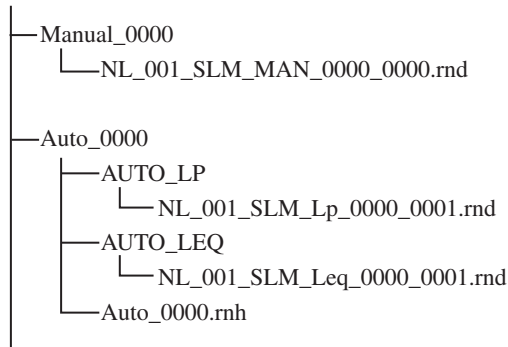 Manual_0000
NL_001_SLM_MAN_0000_0000.rnd
Auto_0000
AUTO_LP
NL_001_SLM_Lp_0000_0001.rnd
AUTO_LEQ
NL_001_SLM_Leq_0000_0001.rnd
Auto_0000.rnh